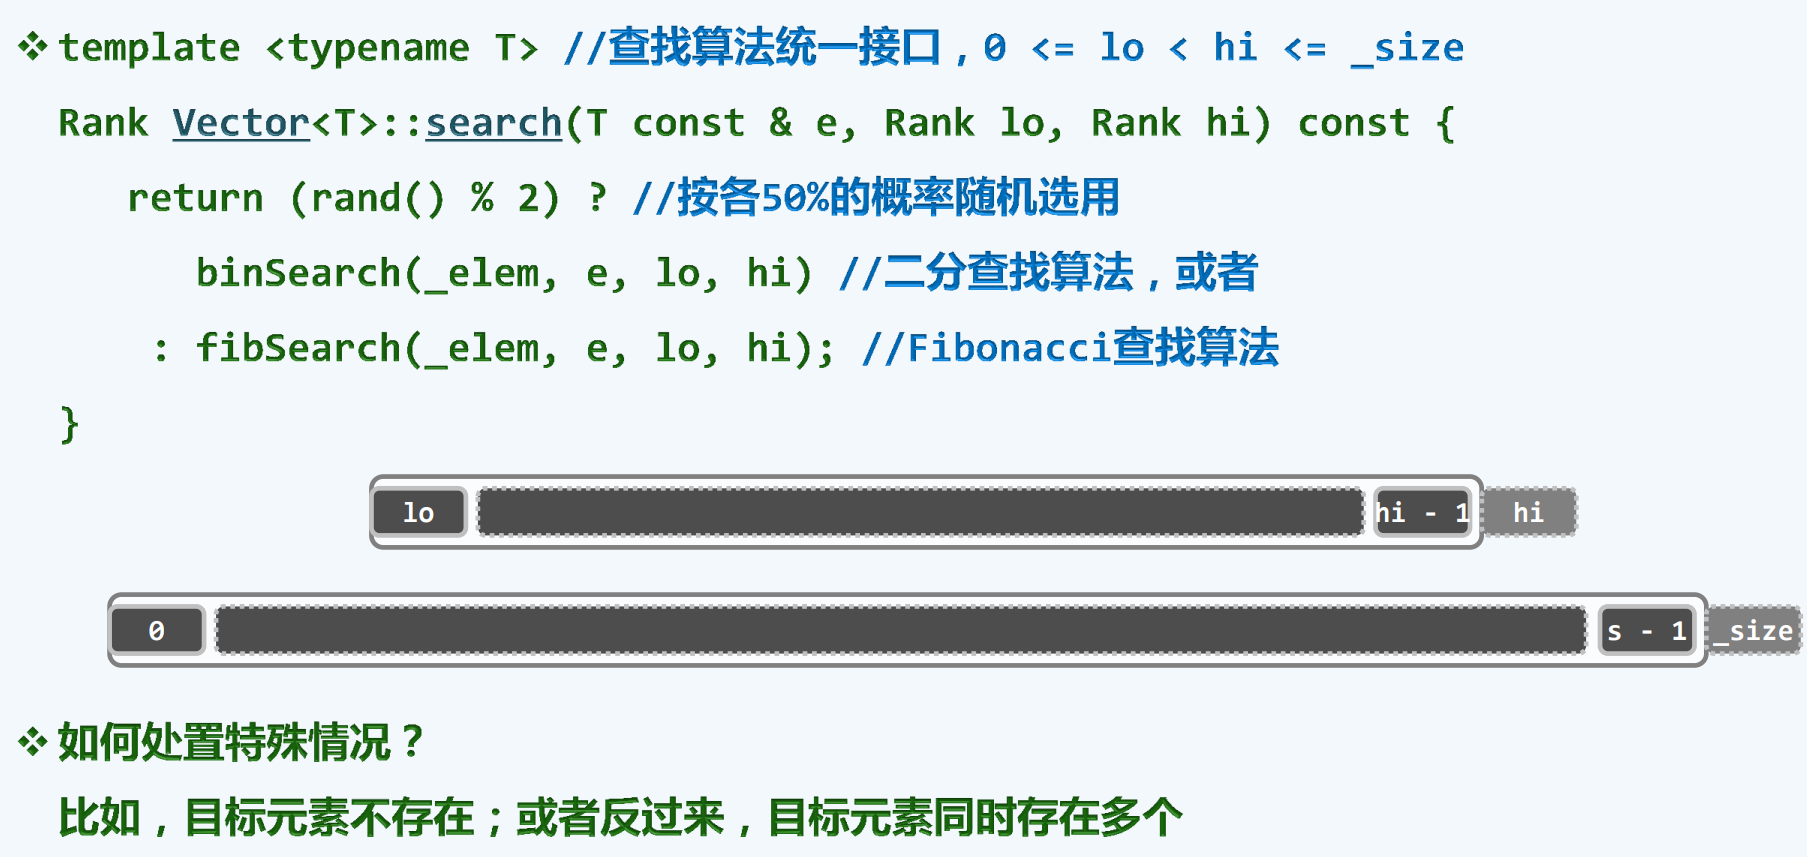 ❖ template <typename T> //查找算法统一接口，0 <= lo < hi <= _size
Rank Vector<T>::search(T const & e, Rank lo, Rank hi) const {
return (rand() % 2) ? //按各50%的概率随机选用
binSearch(_elem, e, lo, hi) //二分查找算法，或者
: fibSearch(_elem, e, lo, hi); //Fibonacci查找算法
}
lo hi - 1 hi
0 s - 1 _size
❖ 如何处置特殊情况？
比如，目标元素不存在；或者反过来，目标元素同时存在多个